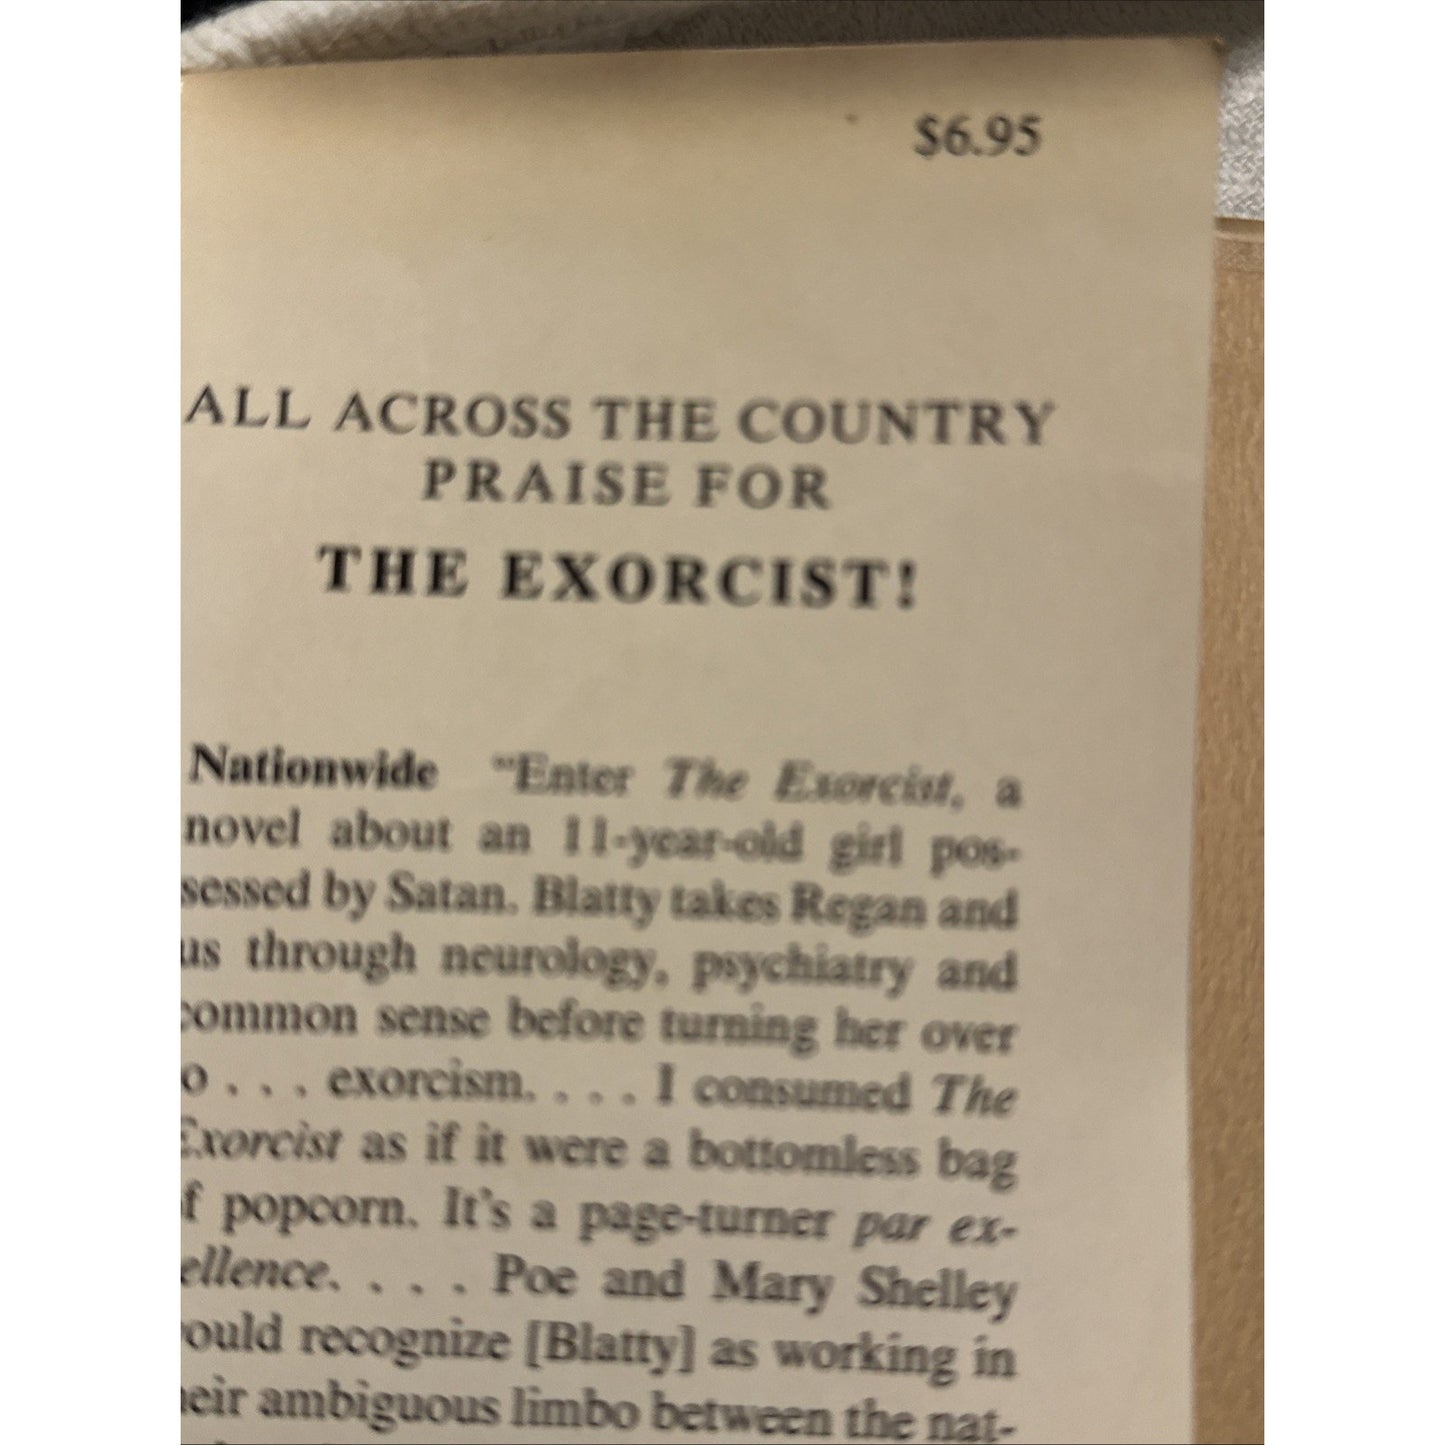 $6.95
ALL ACROSS THE COUNTRY
PRAISE FOR
THE EXORCIST!
Nationwide “Enter The Exorcist, a
novel about an 11-year-old girl pos-
sessed by Satan. Blatty takes Regan and
us through neurology, psychiatry and
common sense before turning her over
o . . . exorcism. . . . I consumed The
Exorcist as if it were a bottomless bag
f popcorn. It’s a page-turner par ex-
ellence. . . . Poe and Mary Shelley
ould recognize [Blatty] as working in
heir ambiguous limbo between the nat-